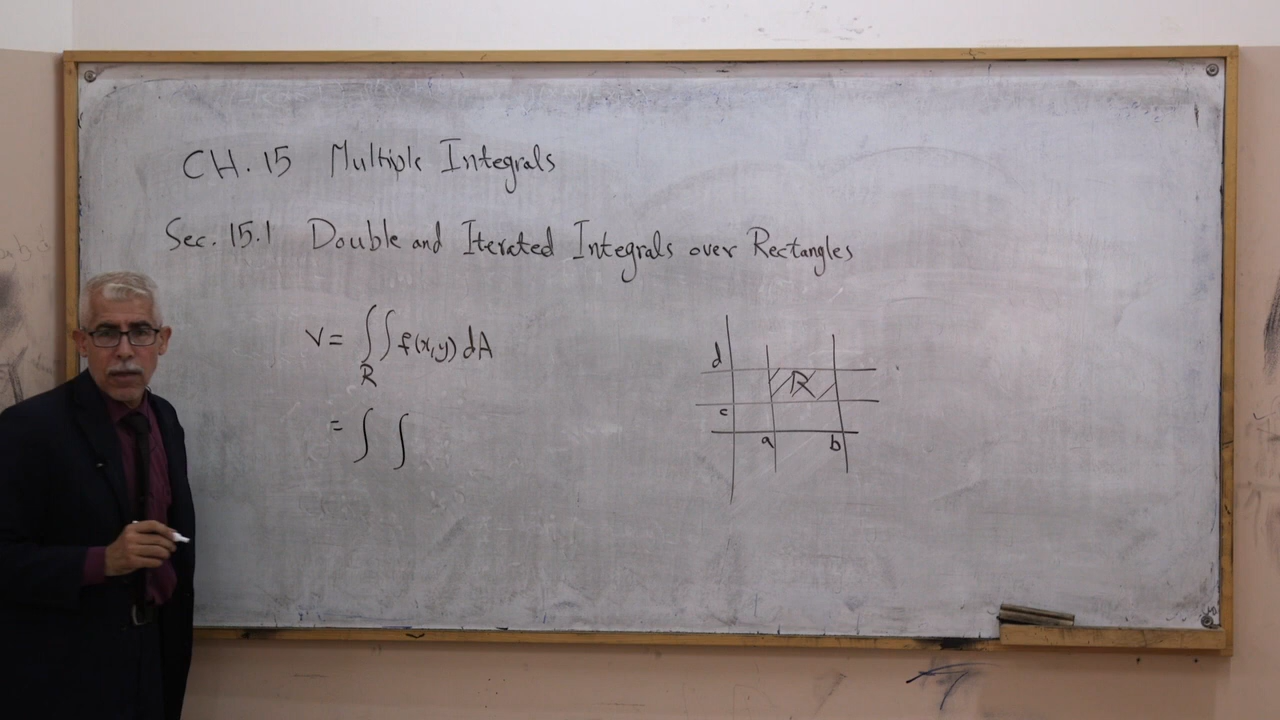 CH. 15 Multiple Integrals
Sec. 15.1 Double and Iterated Integrals over Rectangles
V = ∬ f(x,y) dA
R
= ∫ ∫
d
R
c
a b